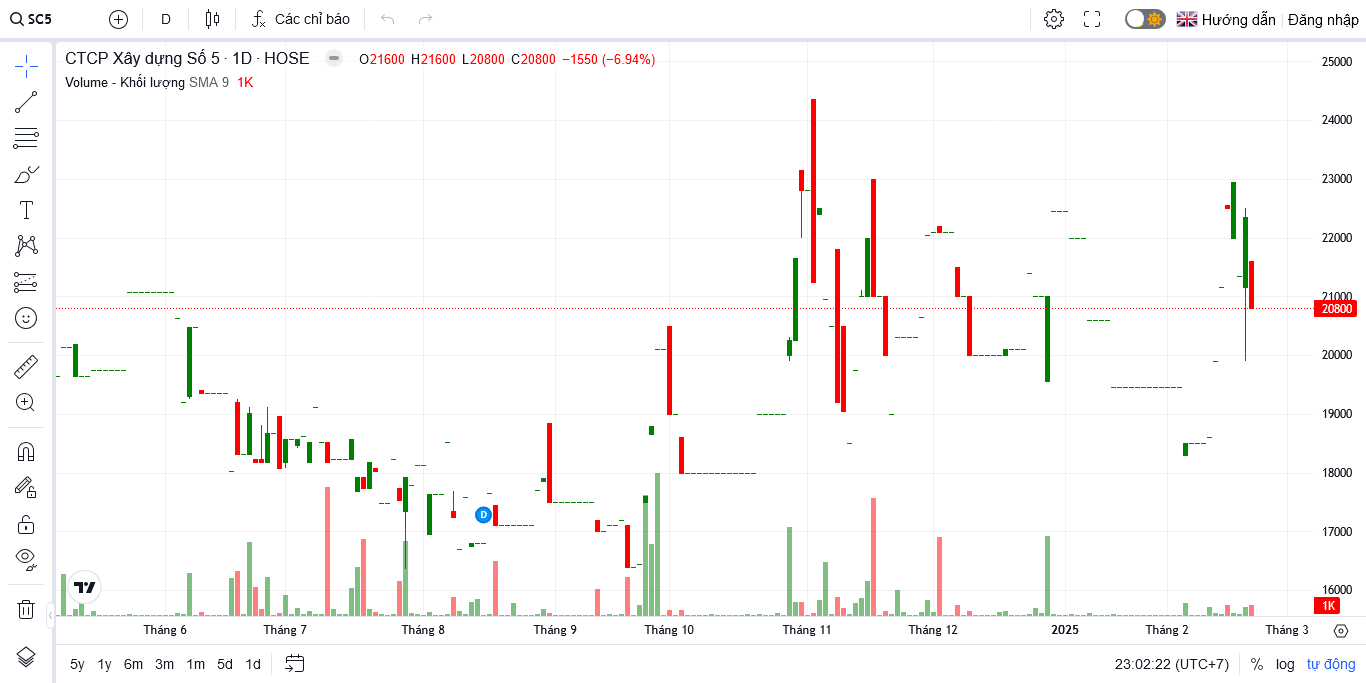 SC5 D Các chỉ báo Hướng dẫn Đăng nhập
CTCP Xây dựng Số 5 · 1D · HOSE O21600 H21600 L20800 C20800 −1550 (−6.94%)
Volume - Khối lượng SMA 9 1K
25000
24000
23000
22000
21000
20800
20000
19000
18000
17000
16000
1K
D
Tháng 6 Tháng 7 Tháng 8 Tháng 9 Tháng 10 Tháng 11 Tháng 12 2025 Tháng 2 Tháng 3
5y 1y 6m 3m 1m 5d 1d 23:02:22 (UTC+7) % log tự động